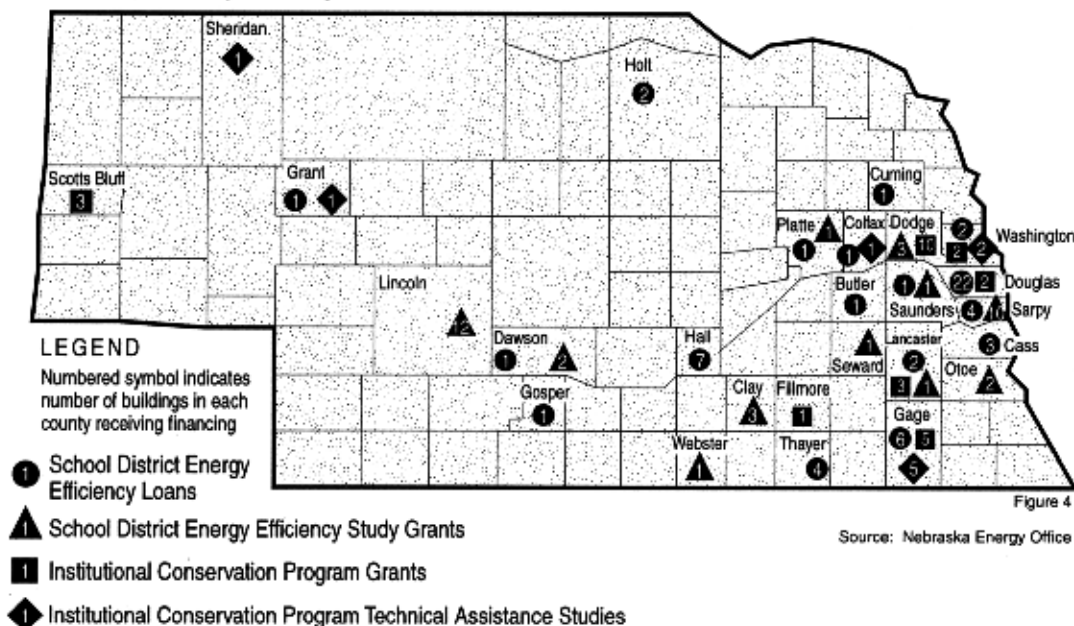 Sheridan.
1
Holt
2
Scotts Bluff
3
Grant
1 1
Cuming
1
Platte
1
1
Colfax
1 1
Dodge
3 10
2
2 2
Washington
Lincoln
12
Butler
1
1 1
Saunders
22 2
Douglas
4
Sarpy
Dawson
1 2
Hall
7
1
Seward
Lancaster
2
3 1
3
Cass
Otoe
2
Gosper
1
Clay
3
Fillmore
1
Gage
6 5
5
Webster
1
Thayer
4
LEGEND
Numbered symbol indicates
number of buildings in each
county receiving financing
1 School District Energy
Efficiency Loans
1 School District Energy Efficiency Study Grants
1 Institutional Conservation Program Grants
1 Institutional Conservation Program Technical Assistance Studies
Figure 4
Source: Nebraska Energy Office